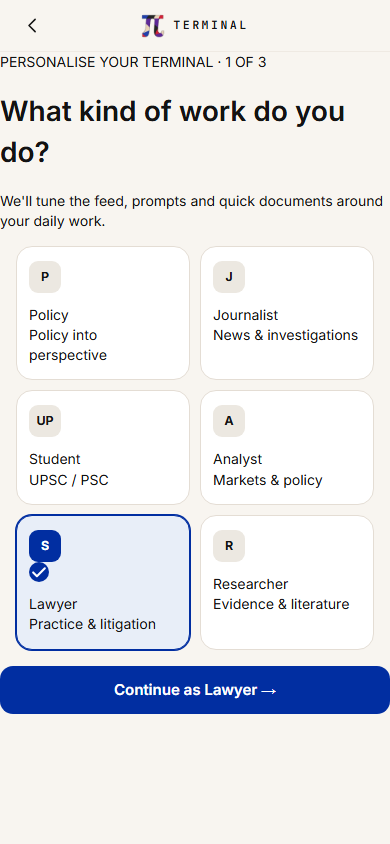 TERMINAL
PERSONALISE YOUR TERMINAL · 1 OF 3
What kind of work do you
do?
We'll tune the feed, prompts and quick documents around
your daily work.
P
Policy
Policy into
perspective
J
Journalist
News & investigations
UP
Student
UPSC / PSC
A
Analyst
Markets & policy
S
Lawyer
Practice & litigation
R
Researcher
Evidence & literature
Continue as Lawyer →